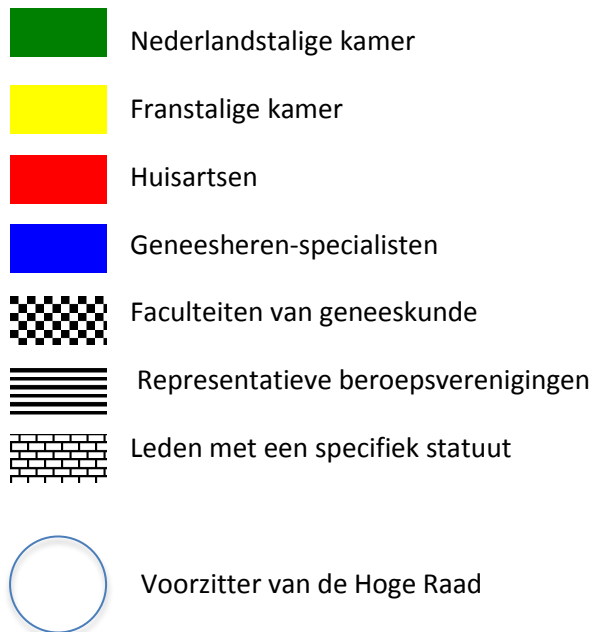 Nederlandstalige kamer
Franstalige kamer
Huisartsen
Geneesheren-specialisten
Faculteiten van geneeskunde
Representatieve beroepsverenigingen
Leden met een specifiek statuut
Voorzitter van de Hoge Raad